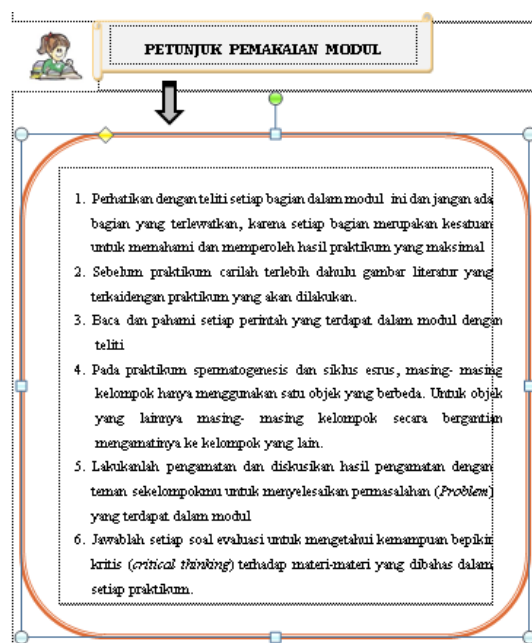 PETUNJUK PEMAKAIAN MODUL
1. Perhatikan dengan teliti setiap bagian dalam modul ini dan jangan ada
bagian yang terlewatkan, karena setiap bagian merupakan kesatuan
untuk memahami dan memperoleh hasil praktikum yang maksimal
2. Sebelum praktikum carilah terlebih dahulu gambar literatur yang
terkaidengan praktikum yang akan dilakukan.
3. Baca dan pahami setiap perintah yang terdapat dalam modul dengan
teliti
4. Pada praktikum spermatogenesis dan siklus esrus, masing- masing
kelompok hanya menggunakan satu objek yang berbeda. Untuk objek
yang lainnya masing- masing kelompok secara bergantian
mengamatinya ke kelompok yang lain.
5. Lakukanlah pengamatan dan diskusikan hasil pengamatan dengan
teman sekelompokmu untuk menyelesaikan permasalahan (Problem)
yang terdapat dalam modul
6. Jawablah setiap soal evaluasi untuk mengetahui kemampuan bepikir
kritis (critical thinking) terhadap materi-materi yang dibahas dalam
setiap praktikum.